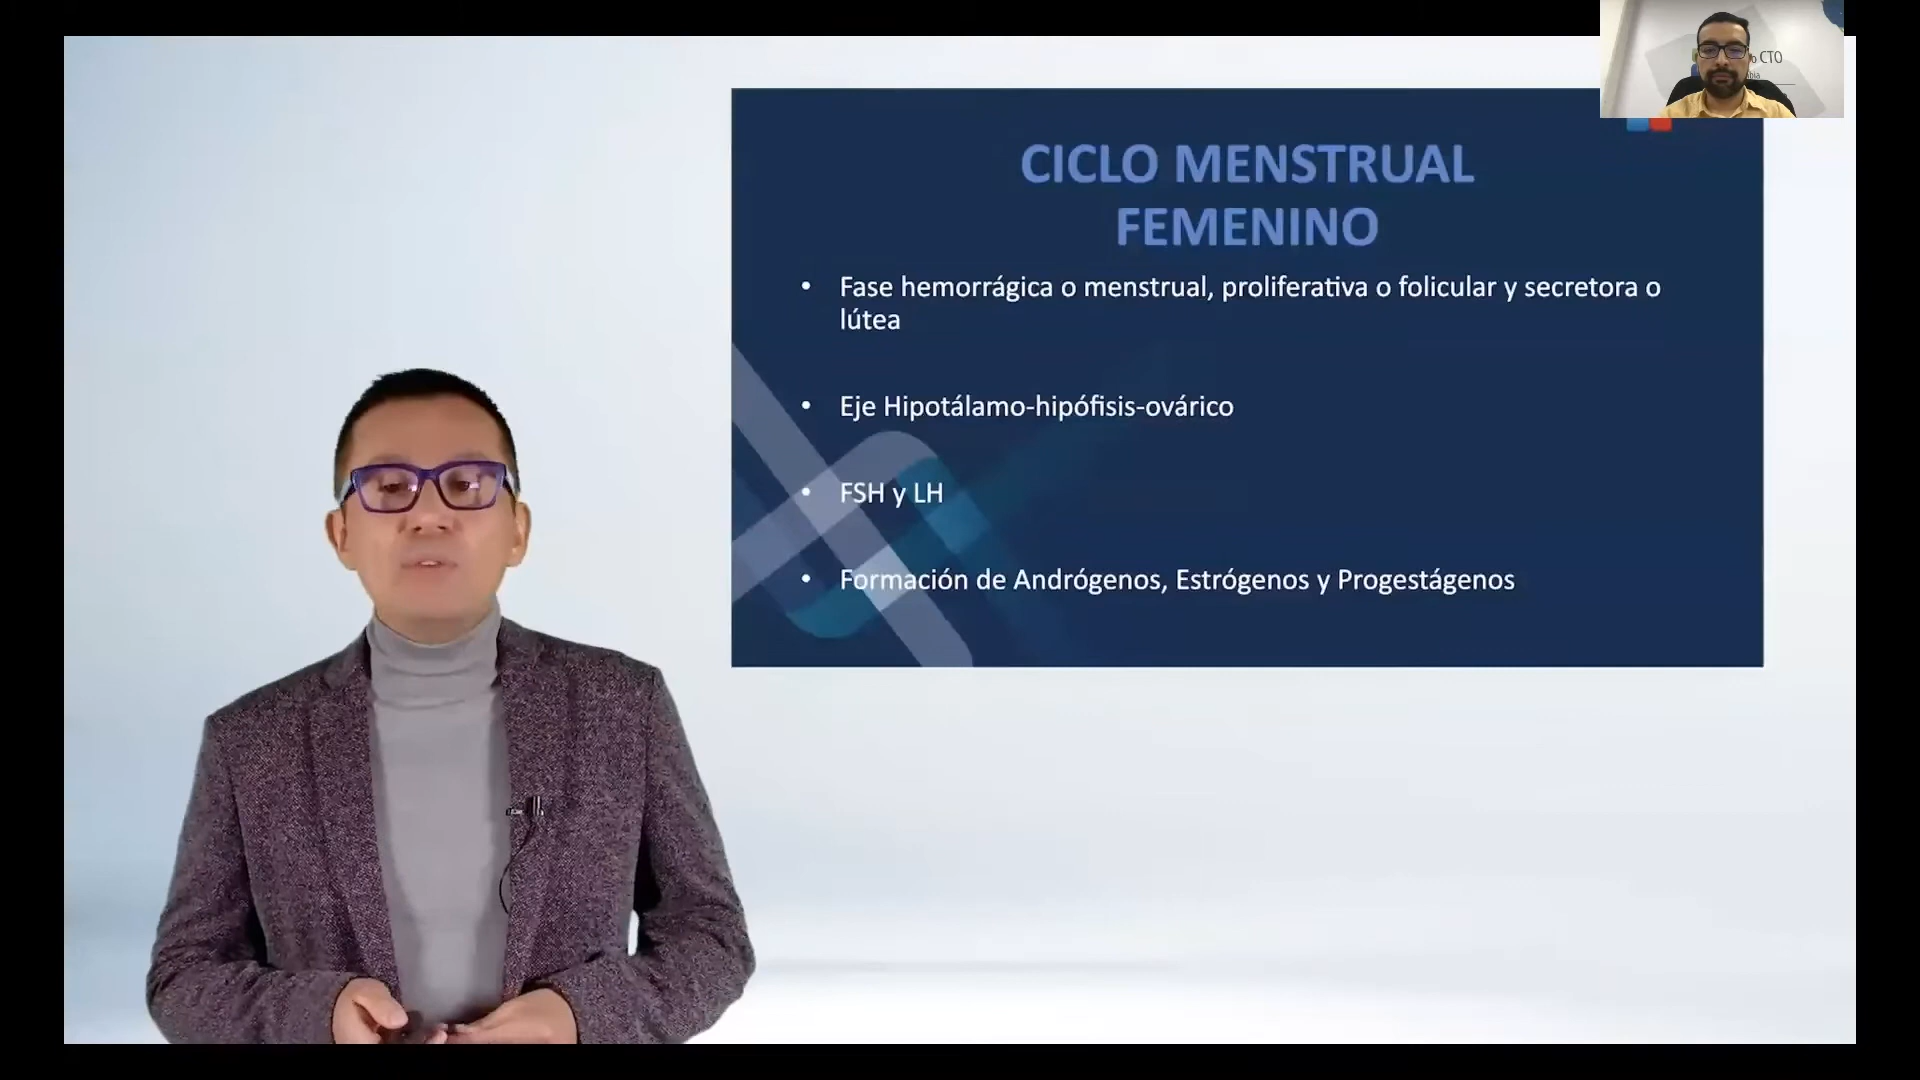 CTO
CICLO MENSTRUAL
FEMENINO
• Fase hemorrágica o menstrual, proliferativa o folicular y secretora o
lútea
• Eje Hipotálamo-hipófisis-ovárico
• FSH y LH
• Formación de Andrógenos, Estrógenos y Progestágenos